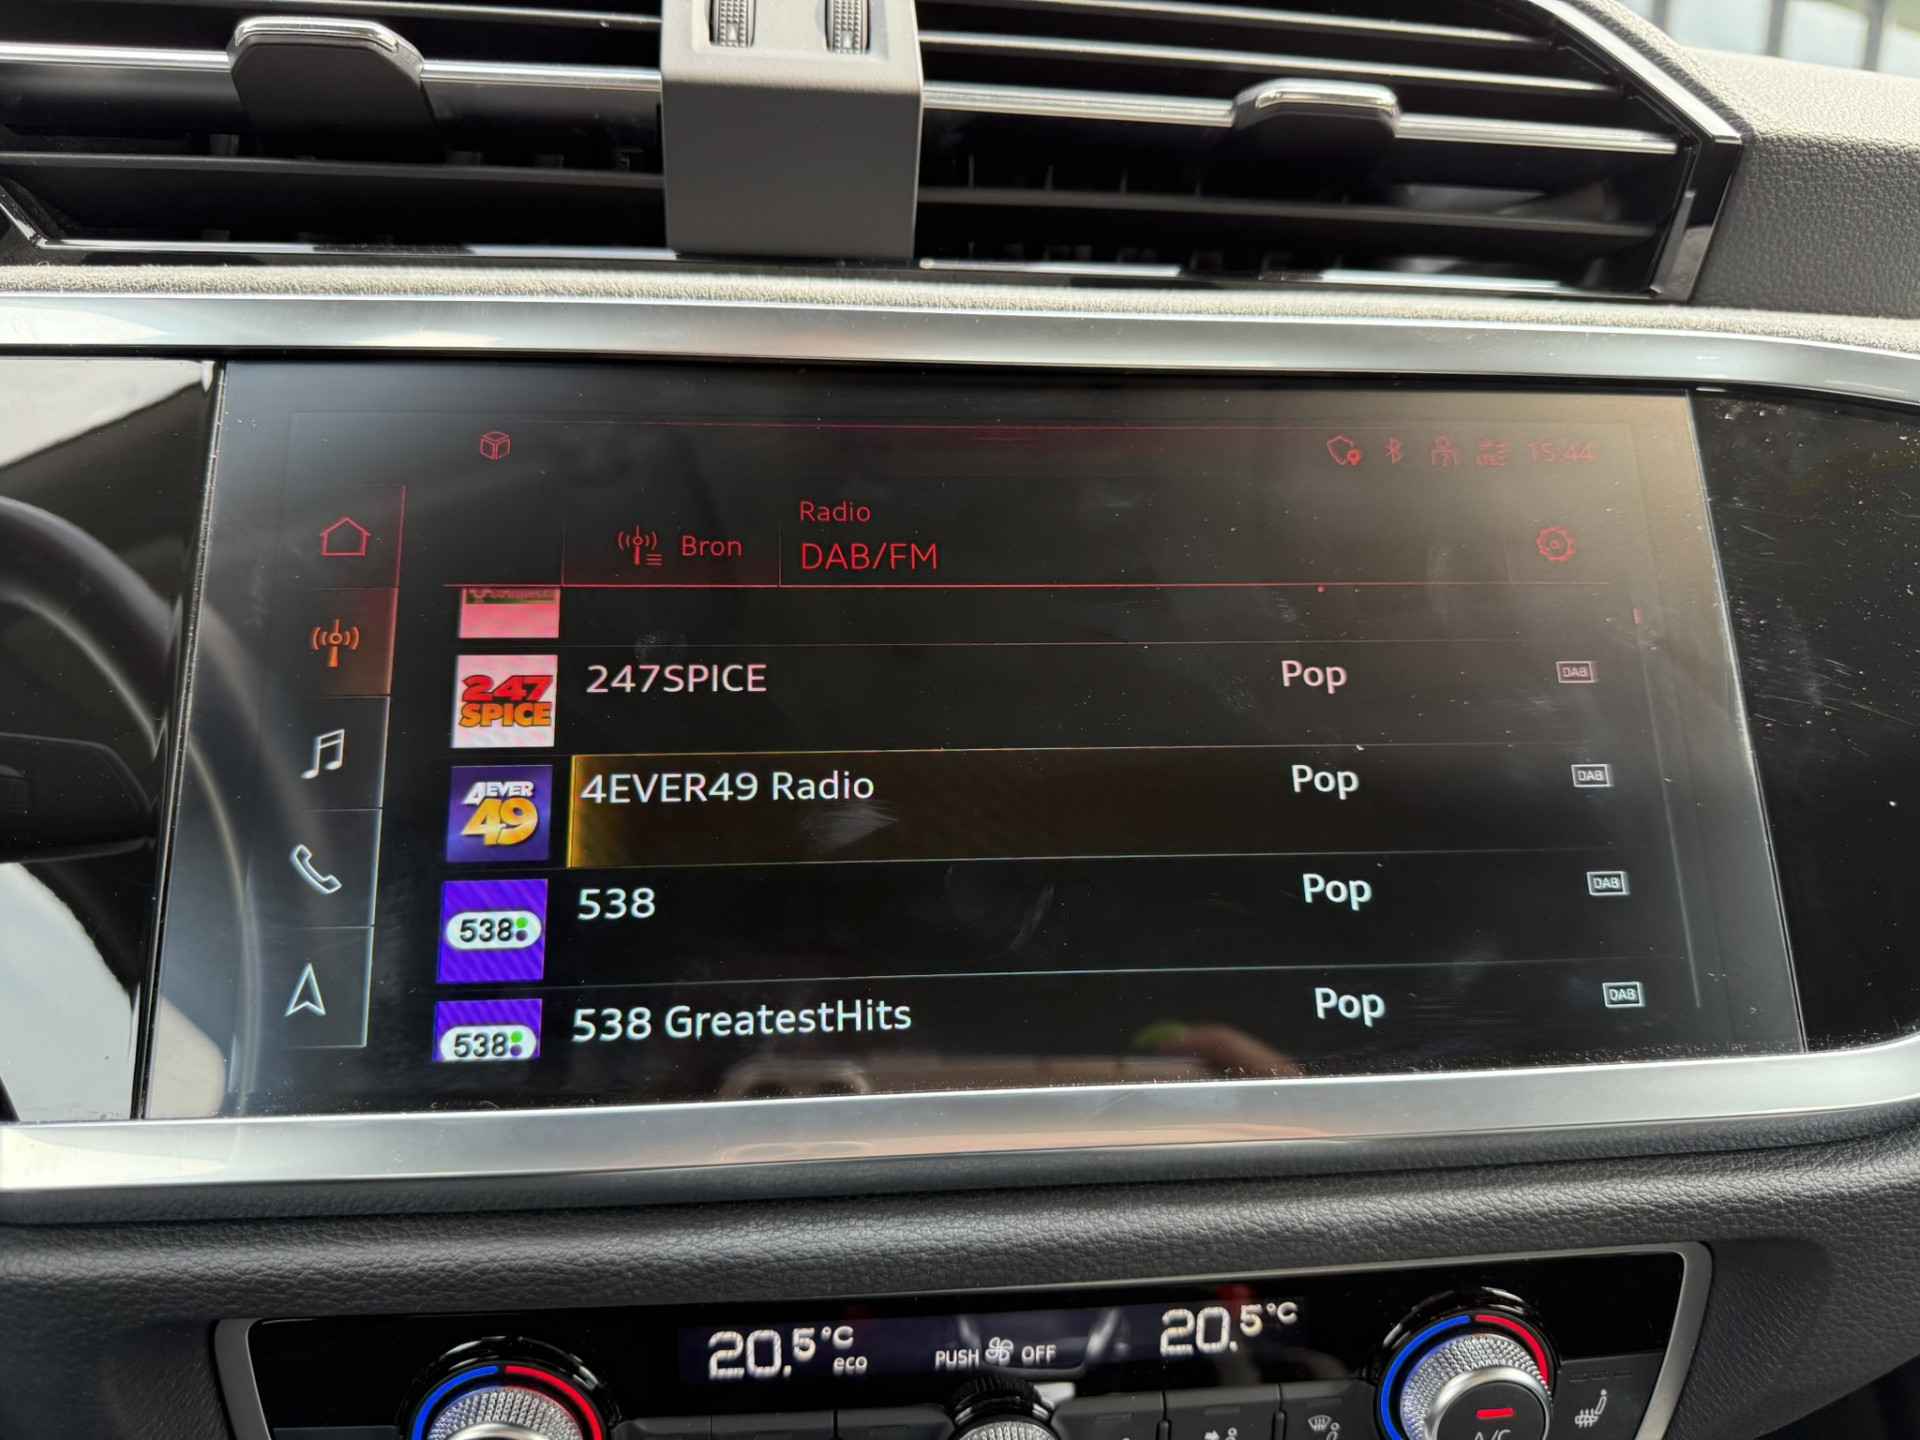 15:44
Radio
Bron
DAB/FM
247
SPICE
247SPICE
Pop
DAB
4EVER
49
4EVER49 Radio
Pop
DAB
538
538
Pop
DAB
538
538 GreatestHits
Pop
DAB
20.5°C
eco
PUSH OFF
20.5°C
A/C